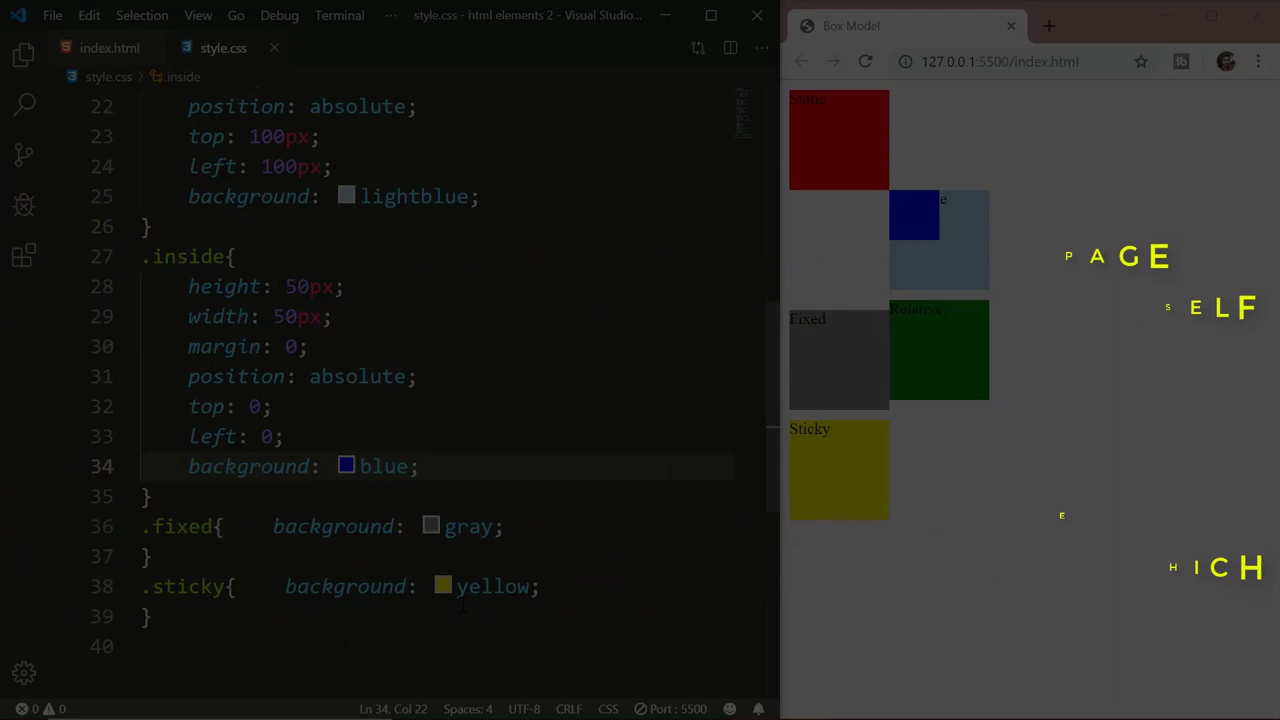 File Edit Selection View Go Debug Terminal ··· style.css - html elements 2 - Visual Studio...
index.html style.css
style.css > .inside
22 position: absolute;
23 top: 100px;
24 left: 100px;
25 background: lightblue;
26 }
27 .inside{
28 height: 50px;
29 width: 50px;
30 margin: 0;
31 position: absolute;
32 top: 0;
33 left: 0;
34 background: blue;
35 }
36 .fixed{ background: gray;
37 }
38 .sticky{ background: yellow;
39 }
40
0 0 Ln 34, Col 22 Spaces: 4 UTF-8 CRLF CSS Port : 5500
Box Model
127.0.0.1:5500/index.html
Static
e
Relative
Fixed
Sticky
PAGE
SELF
E
HICH